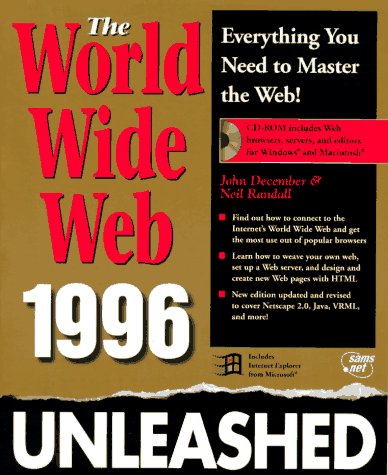 The
World
Wide
Web
1996
UNLEASHED
Everything You
Need to Master
the Web!
CD-ROM includes Web
browsers, servers, and editors
for Windows® and Macintosh®
John December &
Neil Randall
■ Find out how to connect to the
Internet's World Wide Web and get
the most use out of popular browsers
■ Learn how to weave your own web,
set up a Web server, and design and
create new Web pages with HTML
■ New edition updated and revised
to cover Netscape 2.0, Java, VRML,
and more!
Includes
Internet Explorer
from Microsoft®
sams
.net